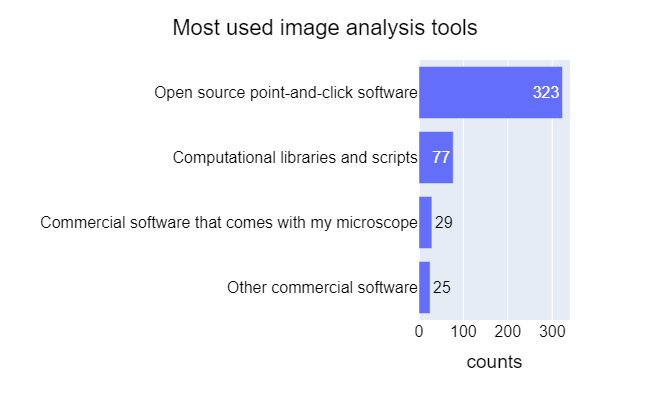 Most used image analysis tools
Open source point-and-click software 323
Computational libraries and scripts 77
Commercial software that comes with my microscope 29
Other commercial software 25
0 100 200 300
counts